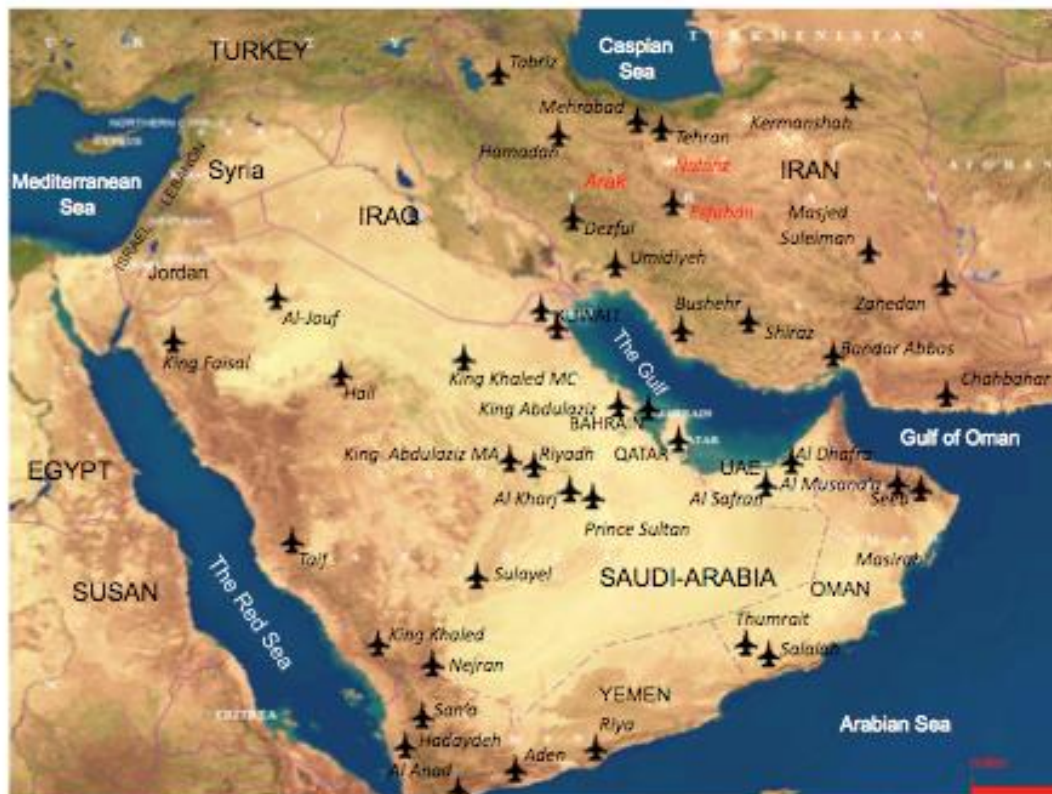 TURKEY
Caspian
Sea
TURKMENISTAN
Tabriz
Mehrabad
Tehran
Kermanshah
Hamadan
Natanz
IRAN
LEBANON
Syria
Mediterranean
Sea
Arak
IRAQ
Esfahan
Masjed
Suleiman
Dezful
ISRAEL
Jordan
Umidiyeh
Zahedan
Al-Jouf
Bushehr
Shiraz
KUWAIT
King Faisal
The Gulf
Bandar Abbas
Hail
King Khaled MC
Chahbahar
King Abdulaziz
BAHRAIN
Gulf of Oman
EGYPT
King Abdulaziz MA
Riyadh
QATAR
UAE
Al Dhafra
Al Kharj
Al Safran
Al Musana'a
Seeb
Prince Sultan
Taif
Masirah
SUSAN
Sulayel
SAUDI-ARABIA
OMAN
The Red Sea
Thumrait
King Khaled
Salalah
Nejran
YEMEN
San'a
ERITREA
Riya
Arabian Sea
Hadaydeh
Aden
Al Anad